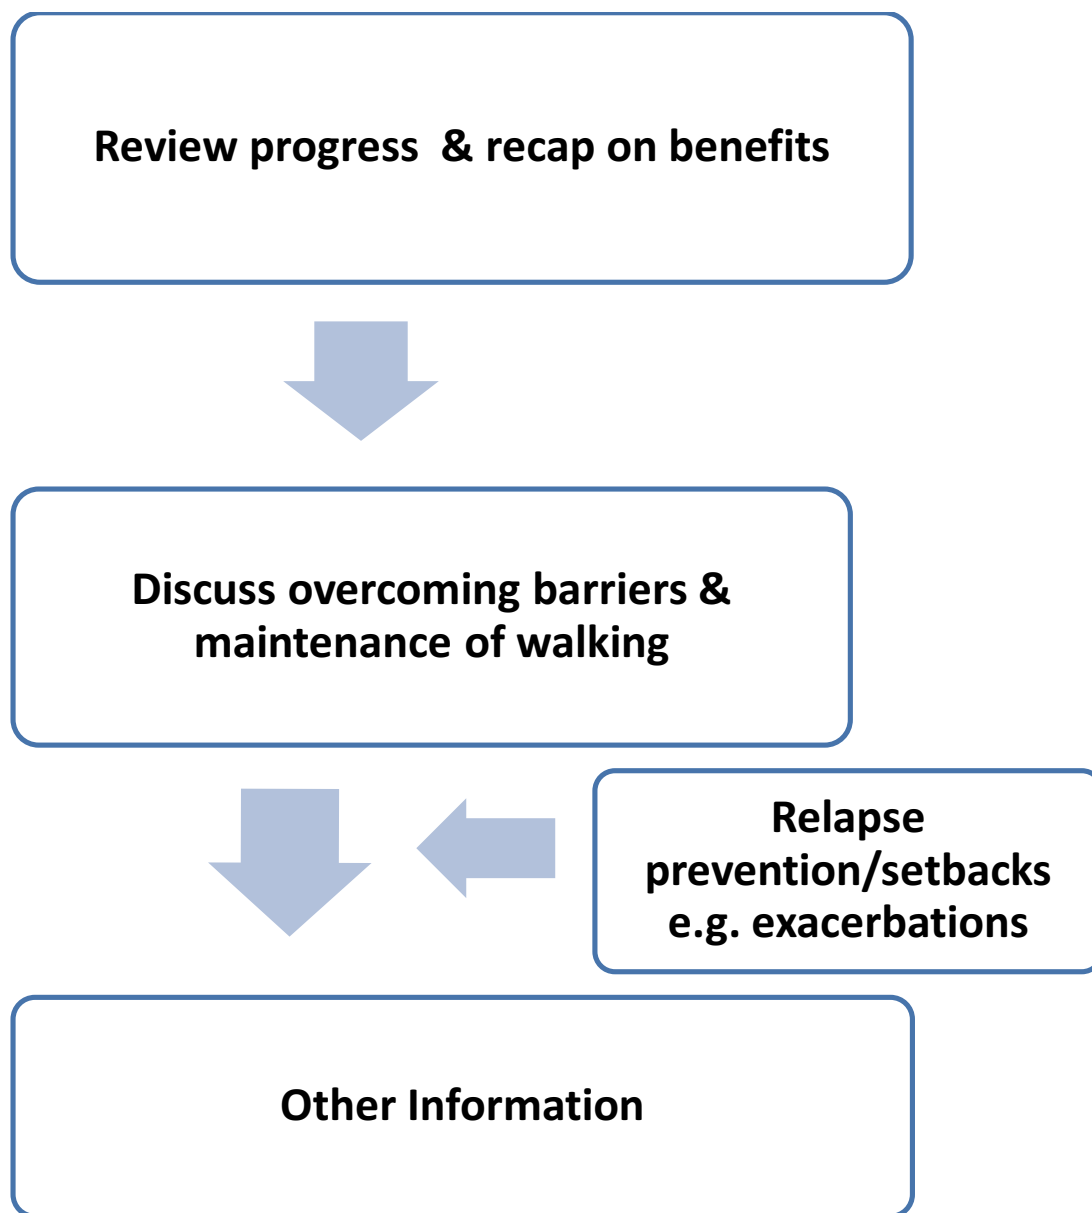 Review progress  & recap on benefits
Discuss overcoming barriers &
maintenance of walking
Relapse
prevention/setbacks
e.g. exacerbations
Other Information